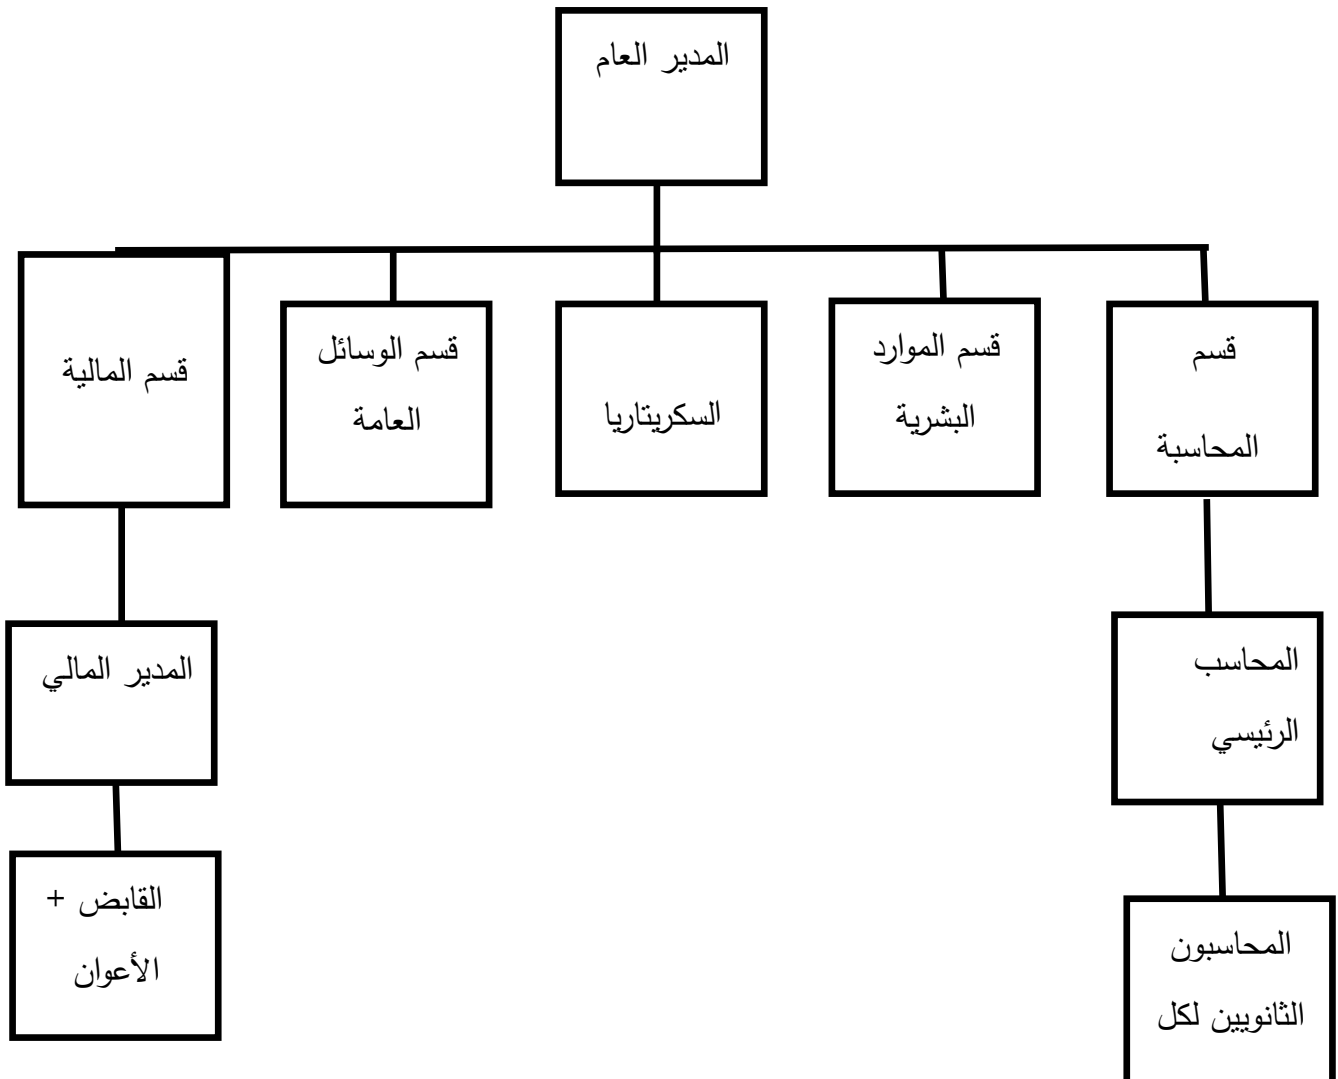 المدير العام
قسم
المحاسبة
قسم الموارد
البشرية
السكريتاريا
قسم الوسائل
العامة
قسم المالية
المحاسب
الرئيسي
المدير المالي
المحاسبون
الثانويين لكل
القابض +
الأعوان